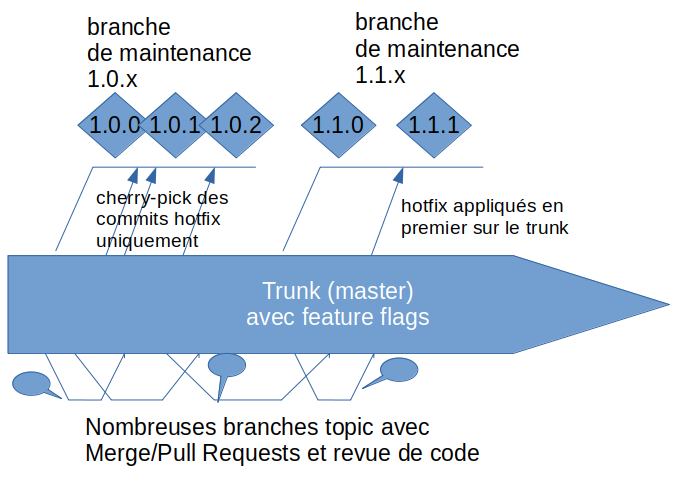 branche
de maintenance
1.0.x
branche
de maintenance
1.1.x
1.0.0
1.0.1
1.0.2
1.1.0
1.1.1
cherry-pick des
commits hotfix
uniquement
hotfix appliqués en
premier sur le trunk
Trunk (master)
avec feature flags
Nombreuses branches topic avec
Merge/Pull Requests et revue de code